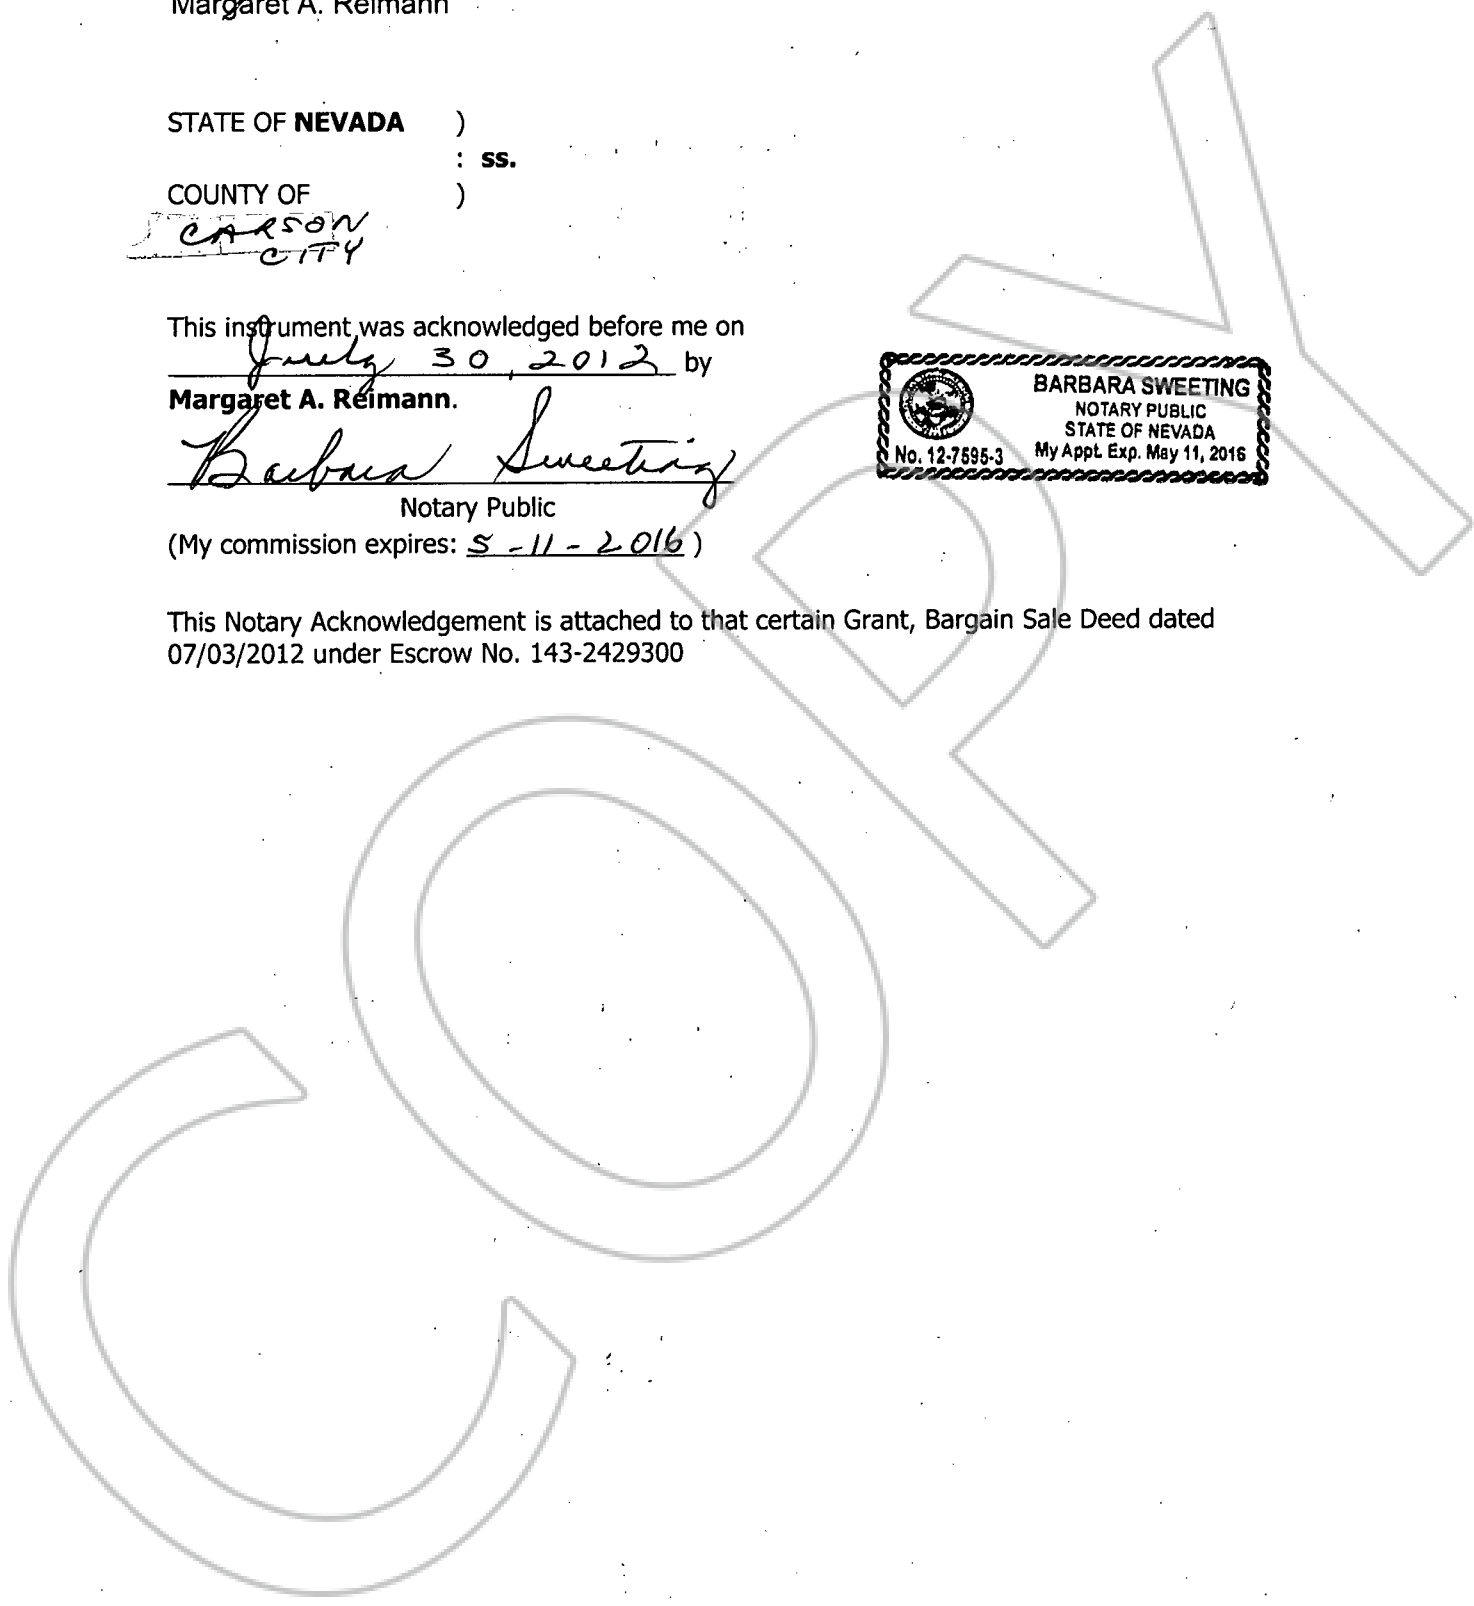 Margaret A. Reimann
STATE OF NEVADA )
: ss.
COUNTY OF )
CARSON
CITY
This instrument was acknowledged before me on
July 30, 2012 by
Margaret A. Reimann.
Barbara Sweeting
Notary Public
(My commission expires: 5-11-2016)
BARBARA SWEETING
NOTARY PUBLIC
STATE OF NEVADA
No. 12-7595-3 My Appt. Exp. May 11, 2016
This Notary Acknowledgement is attached to that certain Grant, Bargain Sale Deed dated
07/03/2012 under Escrow No. 143-2429300
COPY